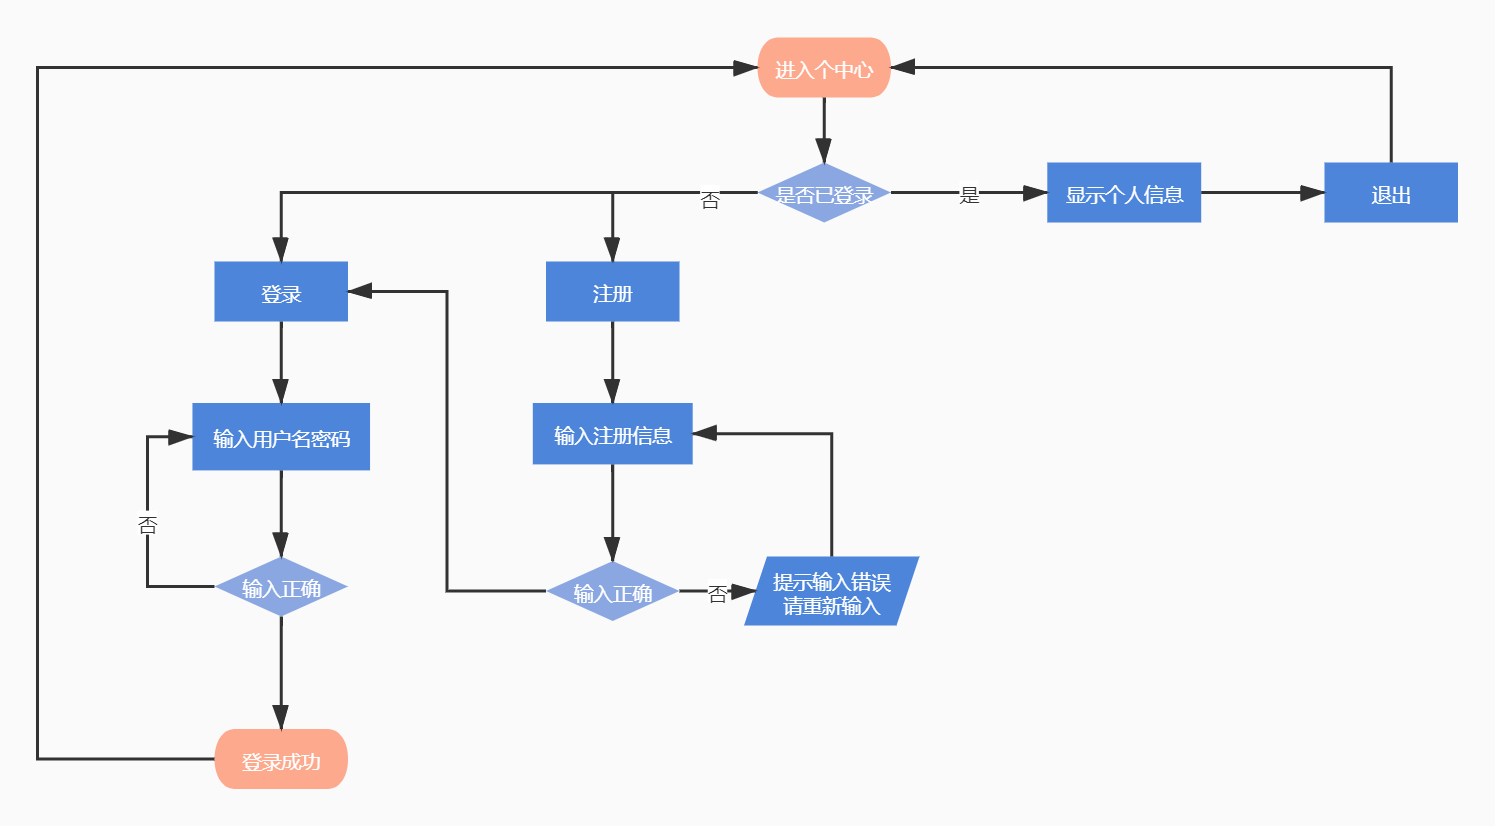 进入个中心
否
是否已登录
是
显示个人信息
退出
登录
注册
输入用户名密码
输入注册信息
否
输入正确
输入正确
否
提示输入错误
请重新输入
登录成功